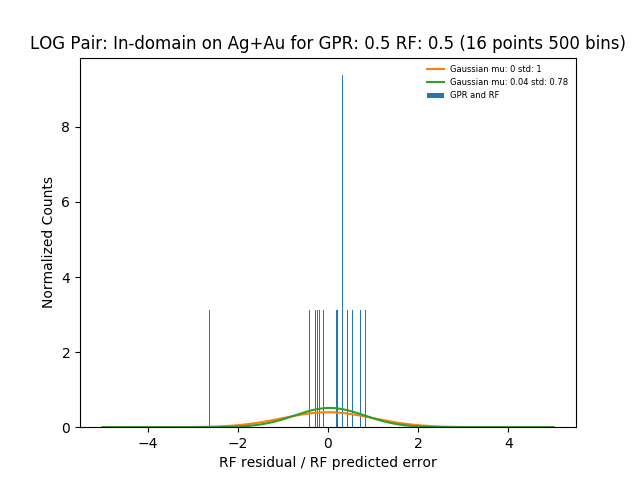 LOG Pair: In-domain on Ag+Au for GPR: 0.5 RF: 0.5 (16 points 500 bins)
Gaussian mu: 0 std: 1
Gaussian mu: 0.04 std: 0.78
GPR and RF
Normalized Counts
8
6
4
2
0
−4 −2 0 2 4
RF residual / RF predicted error